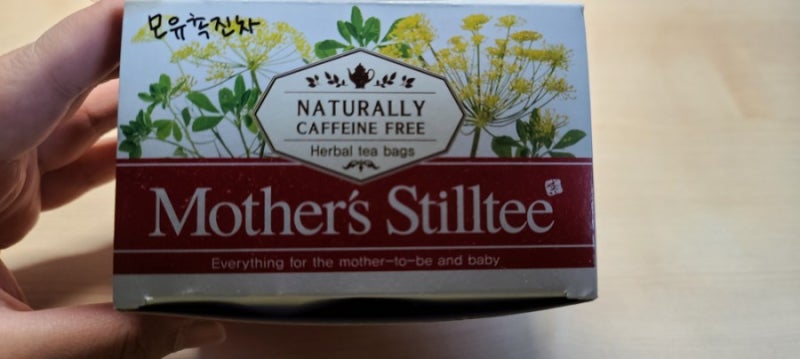 모유촉진차
NATURALLY
CAFFEINE FREE
Herbal tea bags
Mother's Stilltee
Everything for the mother-to-be and baby